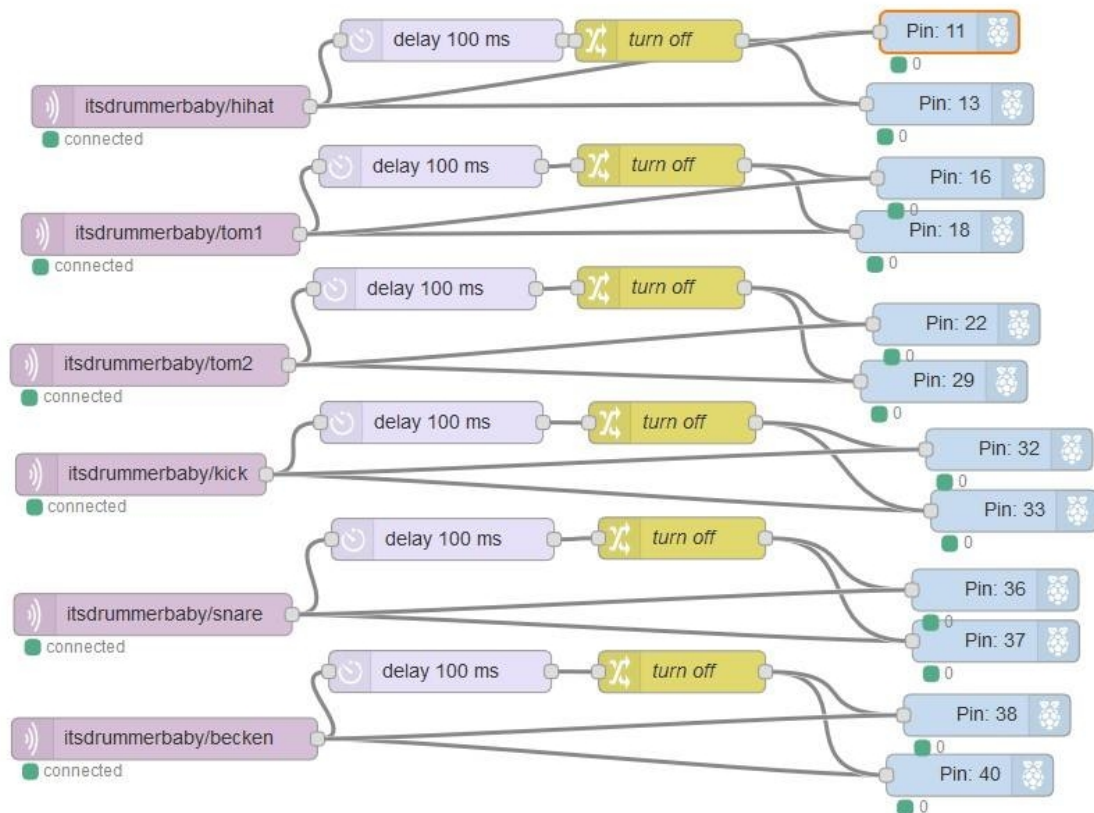 delay 100 ms
turn off
Pin: 11
0
itsdrummerbaby/hihat
connected
Pin: 13
0
delay 100 ms
turn off
Pin: 16
0
itsdrummerbaby/tom1
connected
Pin: 18
0
delay 100 ms
turn off
Pin: 22
0
itsdrummerbaby/tom2
connected
Pin: 29
0
delay 100 ms
turn off
Pin: 32
0
itsdrummerbaby/kick
connected
Pin: 33
0
delay 100 ms
turn off
Pin: 36
0
itsdrummerbaby/snare
connected
Pin: 37
0
delay 100 ms
turn off
Pin: 38
0
itsdrummerbaby/becken
connected
Pin: 40
0